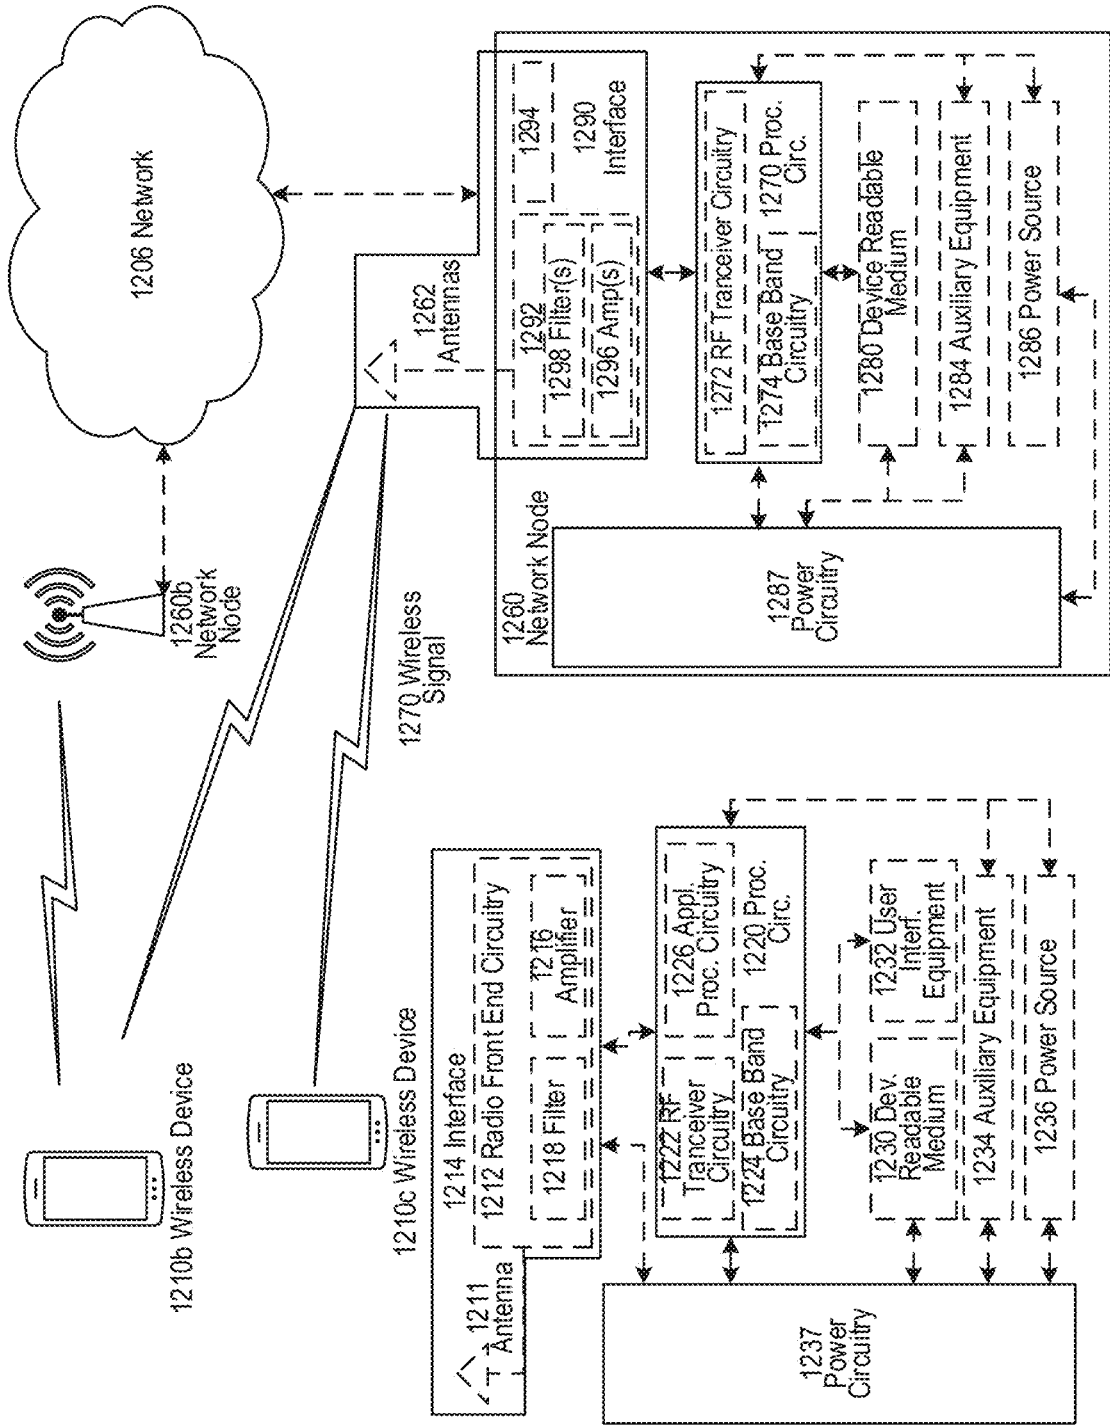 1206 Network
1260b
Network
Node
1210b Wireless Device
1210c Wireless Device
1270 Wireless
Signal
1262
Antennas
1260
Network Node
1292
1298 Filter(s)
1296 Amp(s)
1294
1290
Interface
1272 RF Tranceiver Circuitry
1274 Base Band
Circuitry
1270 Proc.
Circ.
1280 Device Readable
Medium
1284 Auxiliary Equipment
1286 Power Source
1287
Power
Circuitry
1211
Antenna
1214 Interface
1212 Radio Front End Circuitry
1218 Filter
1216
Amplifier
1222 RF
Tranceiver
Circuitry
1226 Appl.
Proc. Circuitry
1224 Base Band
Circuitry
1220 Proc.
Circ.
1230 Dev.
Readable
Medium
1232 User
Interf.
Equipment
1234 Auxiliary Equipment
1236 Power Source
1237
Power
Circuitry